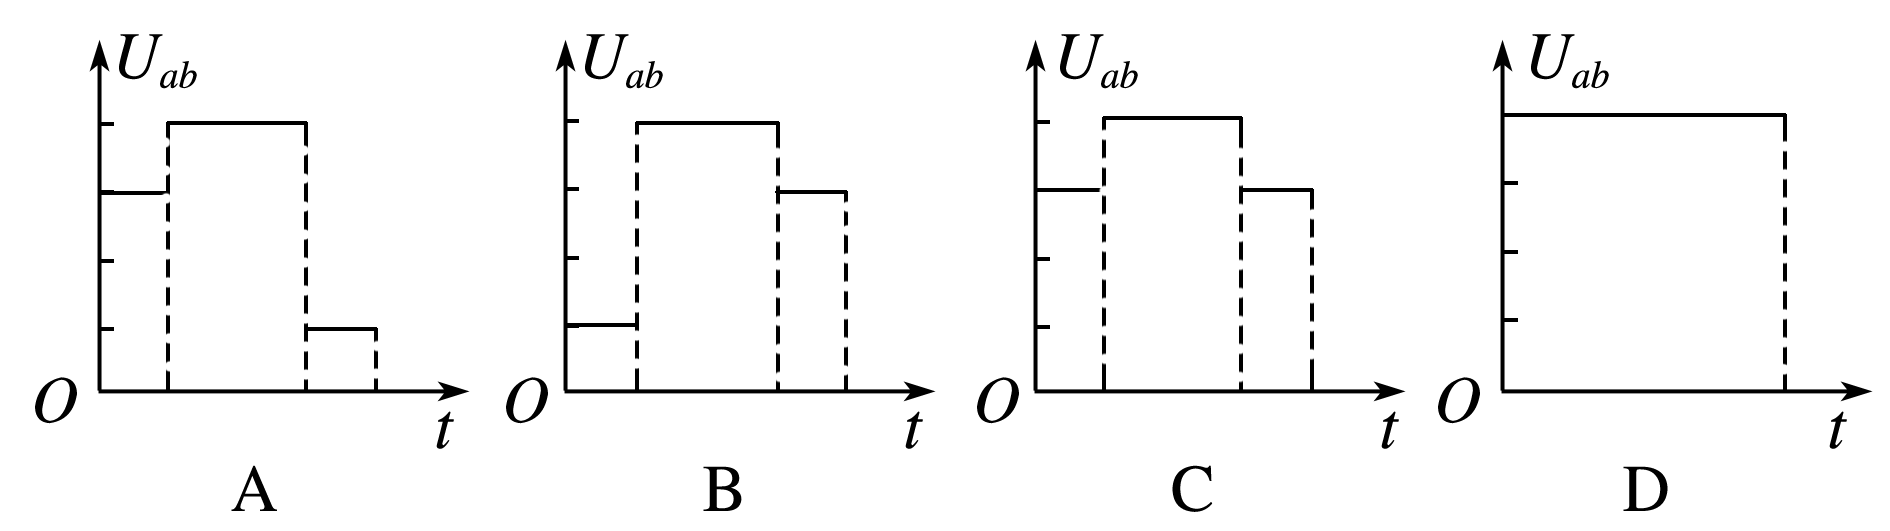 U_ab U_ab U_ab U_ab
O t O t O t O t
A B C D